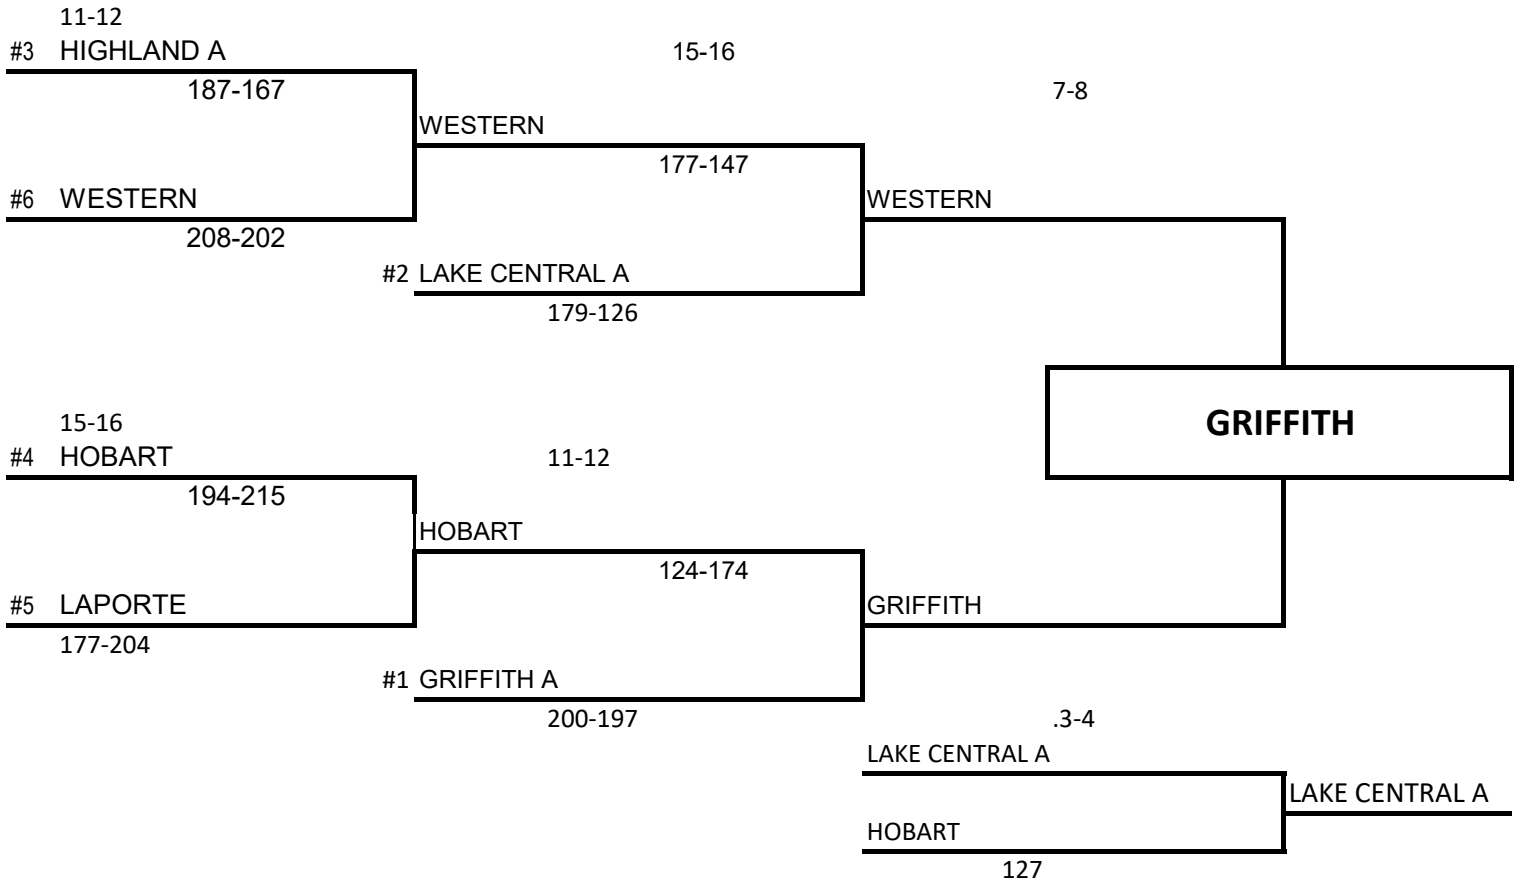 11-12
#3 HIGHLAND A
15-16
187-167
7-8
WESTERN
177-147
#6 WESTERN
WESTERN
208-202
#2 LAKE CENTRAL A
179-126
GRIFFITH
15-16
#4 HOBART
11-12
194-215
HOBART
124-174
#5 LAPORTE
GRIFFITH
177-204
#1 GRIFFITH A
200-197
.3-4
LAKE CENTRAL A
LAKE CENTRAL A
HOBART
127